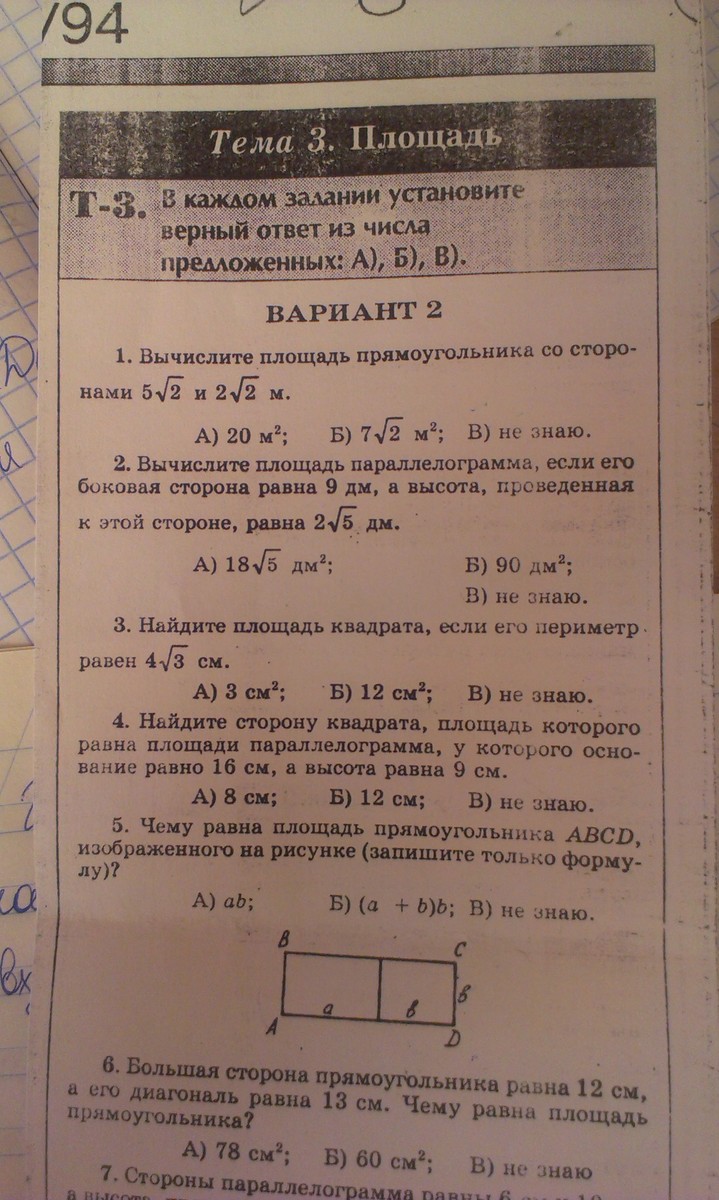 /94
Тема 3. Площадь
Т-3. В каждом задании установите
верный ответ из числа
предложенных: А), Б), В).
ВАРИАНТ 2
1. Вычислите площадь прямоугольника со сторо-
нами 5√2 и 2√2 м.
А) 20 м²; Б) 7√2 м²; В) не знаю.
2. Вычислите площадь параллелограмма, если его
боковая сторона равна 9 дм, а высота, проведенная
к этой стороне, равна 2√5 дм.
А) 18√5 дм²; Б) 90 дм²;
В) не знаю.
3. Найдите площадь квадрата, если его периметр
равен 4√3 см.
А) 3 см²; Б) 12 см²; В) не знаю.
4. Найдите сторону квадрата, площадь которого
равна площади параллелограмма, у которого осно-
вание равно 16 см, а высота равна 9 см.
А) 8 см; Б) 12 см; В) не знаю.
5. Чему равна площадь прямоугольника ABCD,
изображенного на рисунке (запишите только форму-
лу)?
А) ab; Б) (a + b)b; В) не знаю.
B C
a b b
A D
6. Большая сторона прямоугольника равна 12 см,
а его диагональ равна 13 см. Чему равна площадь
прямоугольника?
А) 78 см²; Б) 60 см²; В) не знаю
7. Стороны параллелограмма равны 6
а высота